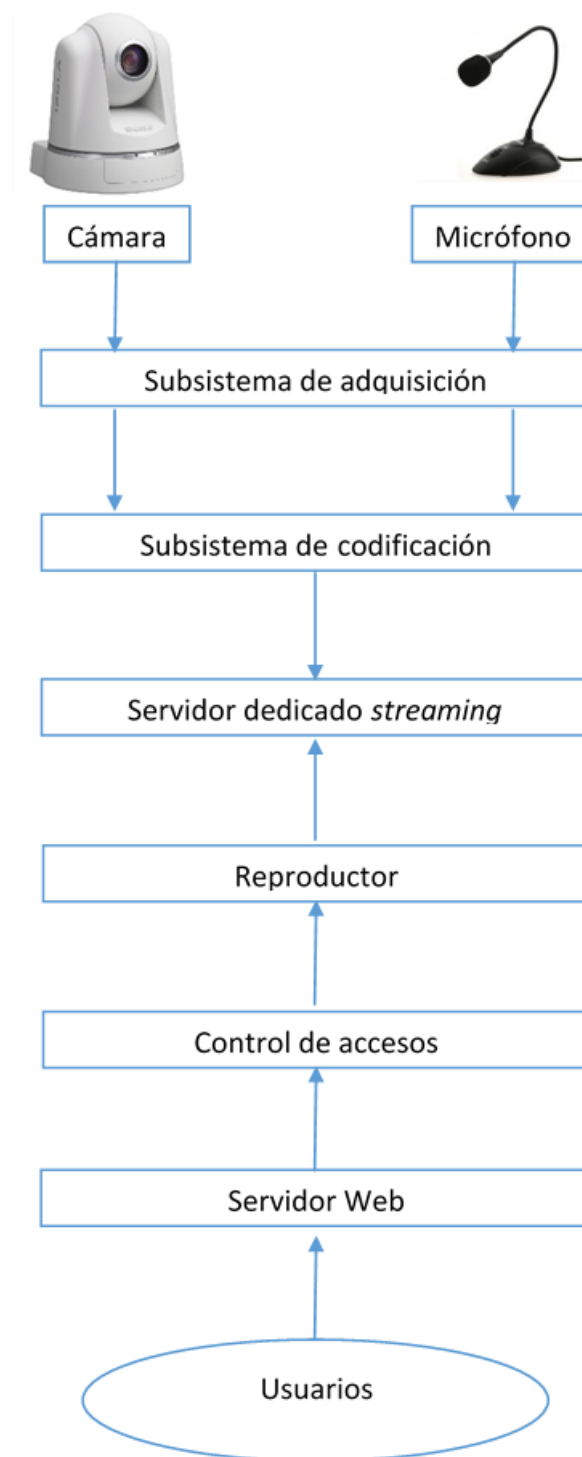 Cámara
Micrófono
Subsistema de adquisición
Subsistema de codificación
Servidor dedicado streaming
Reproductor
Control de accesos
Servidor Web
Usuarios